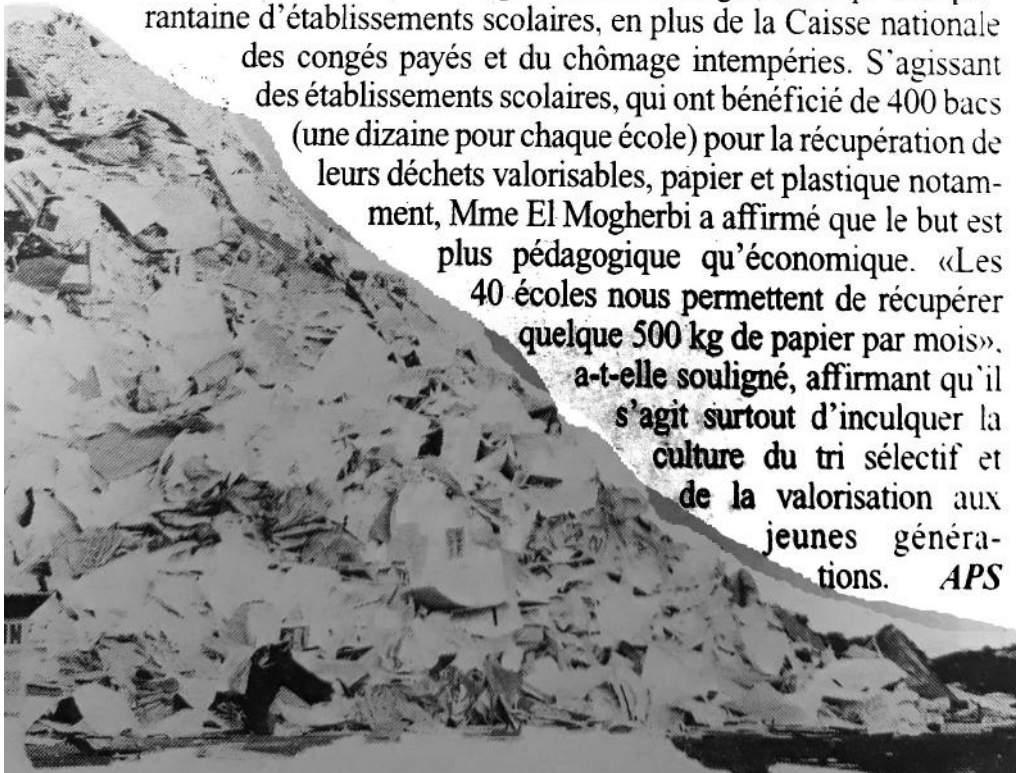 rantaine d'établissements scolaires, en plus de la Caisse nationale
des congés payés et du chômage intempéries. S'agissant
des établissements scolaires, qui ont bénéficié de 400 bacs
(une dizaine pour chaque école) pour la récupération de
leurs déchets valorisables, papier et plastique notam-
ment, Mme El Mogherbi a affirmé que le but est
plus pédagogique qu'économique. «Les
40 écoles nous permettent de récupérer
quelque 500 kg de papier par mois»,
a-t-elle souligné, affirmant qu'il
s'agit surtout d'inculquer la
culture du tri sélectif et
de la valorisation aux
jeunes généra-
tions. APS